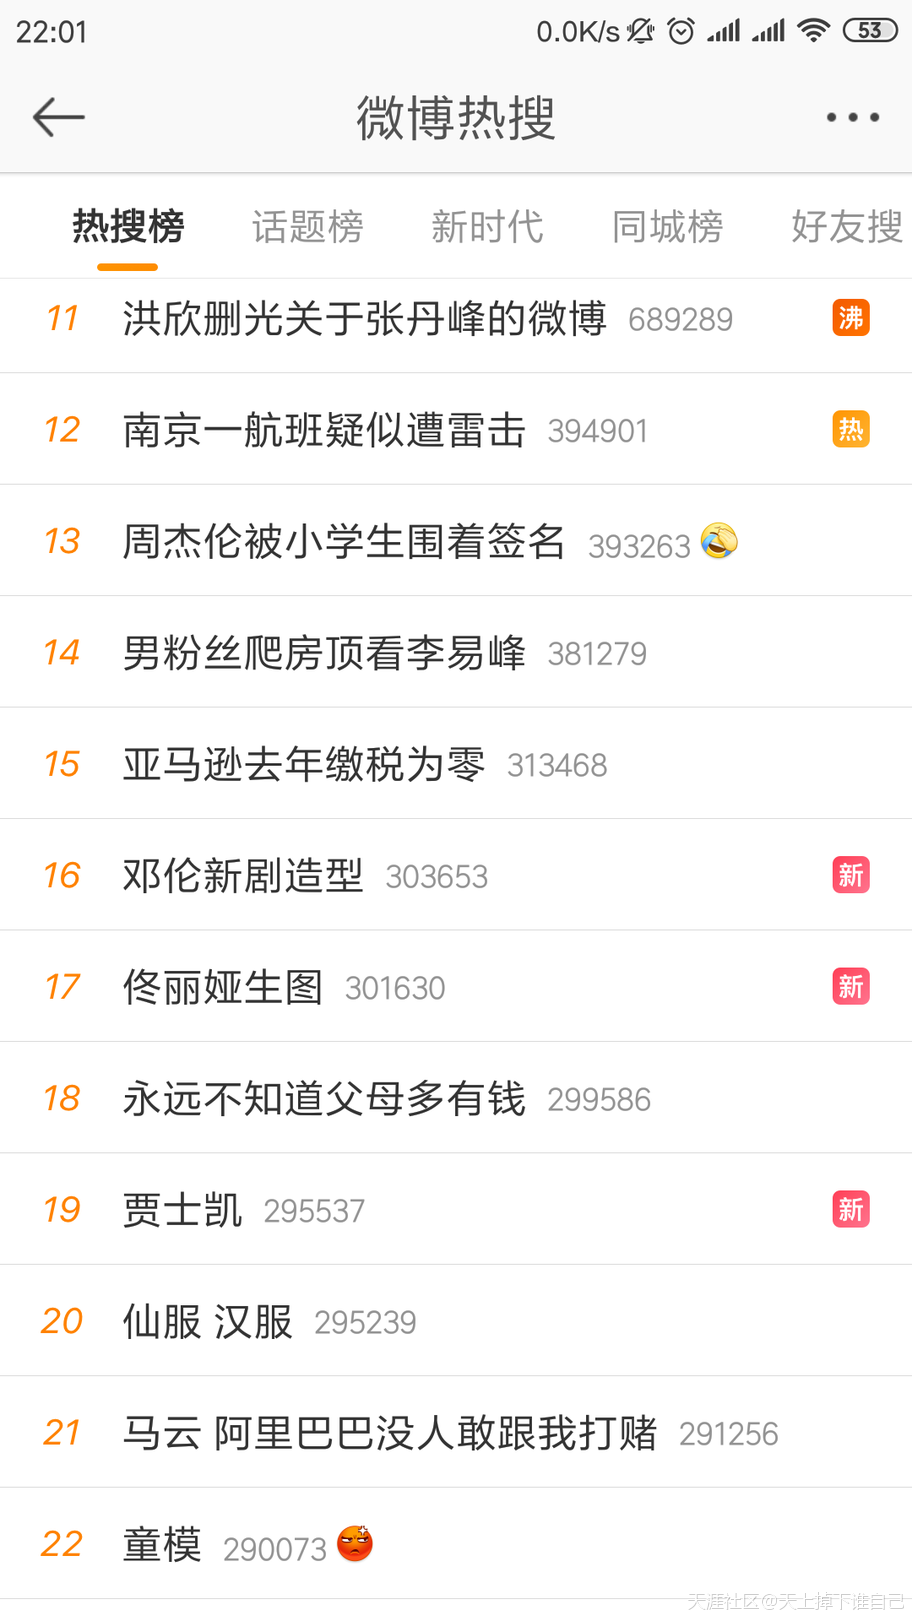 22:01 0.0K/s 53
微博热搜
热搜榜 话题榜 新时代 同城榜 好友搜
11 洪欣删光关于张丹峰的微博 689289 沸
12 南京一航班疑似遭雷击 394901 热
13 周杰伦被小学生围着签名 393263
14 男粉丝爬房顶看李易峰 381279
15 亚马逊去年缴税为零 313468
16 邓伦新剧造型 303653 新
17 佟丽娅生图 301630 新
18 永远不知道父母多有钱 299586
19 贾士凯 295537 新
20 仙服 汉服 295239
21 马云 阿里巴巴没人敢跟我打赌 291256
22 童模 290073
天涯社区@天上掉下谁自己